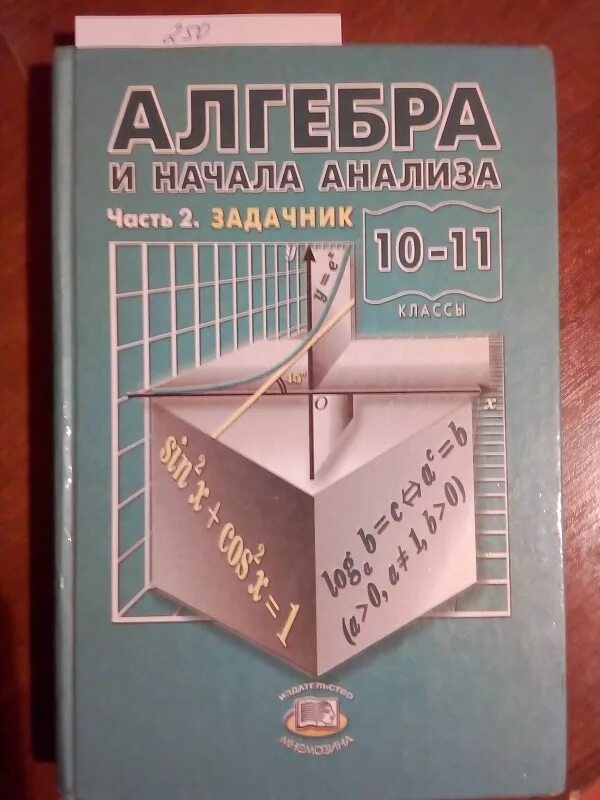 250
АЛГЕБРА
И НАЧАЛА АНАЛИЗА
Часть 2. ЗАДАЧНИК
10-11
КЛАССЫ
y
y = e^x
45°
O
x
sin²x + cos²x = 1
logₐb = c ⇔ aᶜ = b
(a>0, a≠1, b>0)
ИЗДАТЕЛЬСТВО
МНЕМОЗИНА